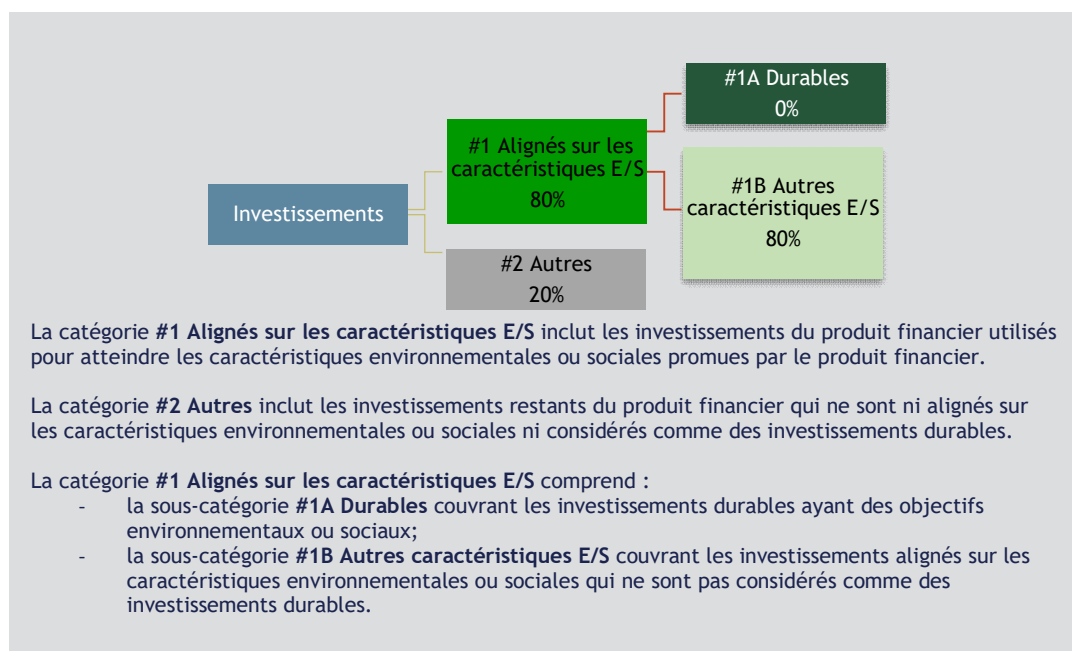 #1A Durables
0%
#1 Alignés sur les
caractéristiques E/S
80%
#1B Autres
caractéristiques E/S
80%
Investissements
#2 Autres
20%
La catégorie #1 Alignés sur les caractéristiques E/S inclut les investissements du produit financier utilisés
pour atteindre les caractéristiques environnementales ou sociales promues par le produit financier.
La catégorie #2 Autres inclut les investissements restants du produit financier qui ne sont ni alignés sur
les caractéristiques environnementales ou sociales ni considérés comme des investissements durables.
La catégorie #1 Alignés sur les caractéristiques E/S comprend :
- la sous-catégorie #1A Durables couvrant les investissements durables ayant des objectifs
environnementaux ou sociaux;
- la sous-catégorie #1B Autres caractéristiques E/S couvrant les investissements alignés sur les
caractéristiques environnementales ou sociales qui ne sont pas considérés comme des
investissements durables.